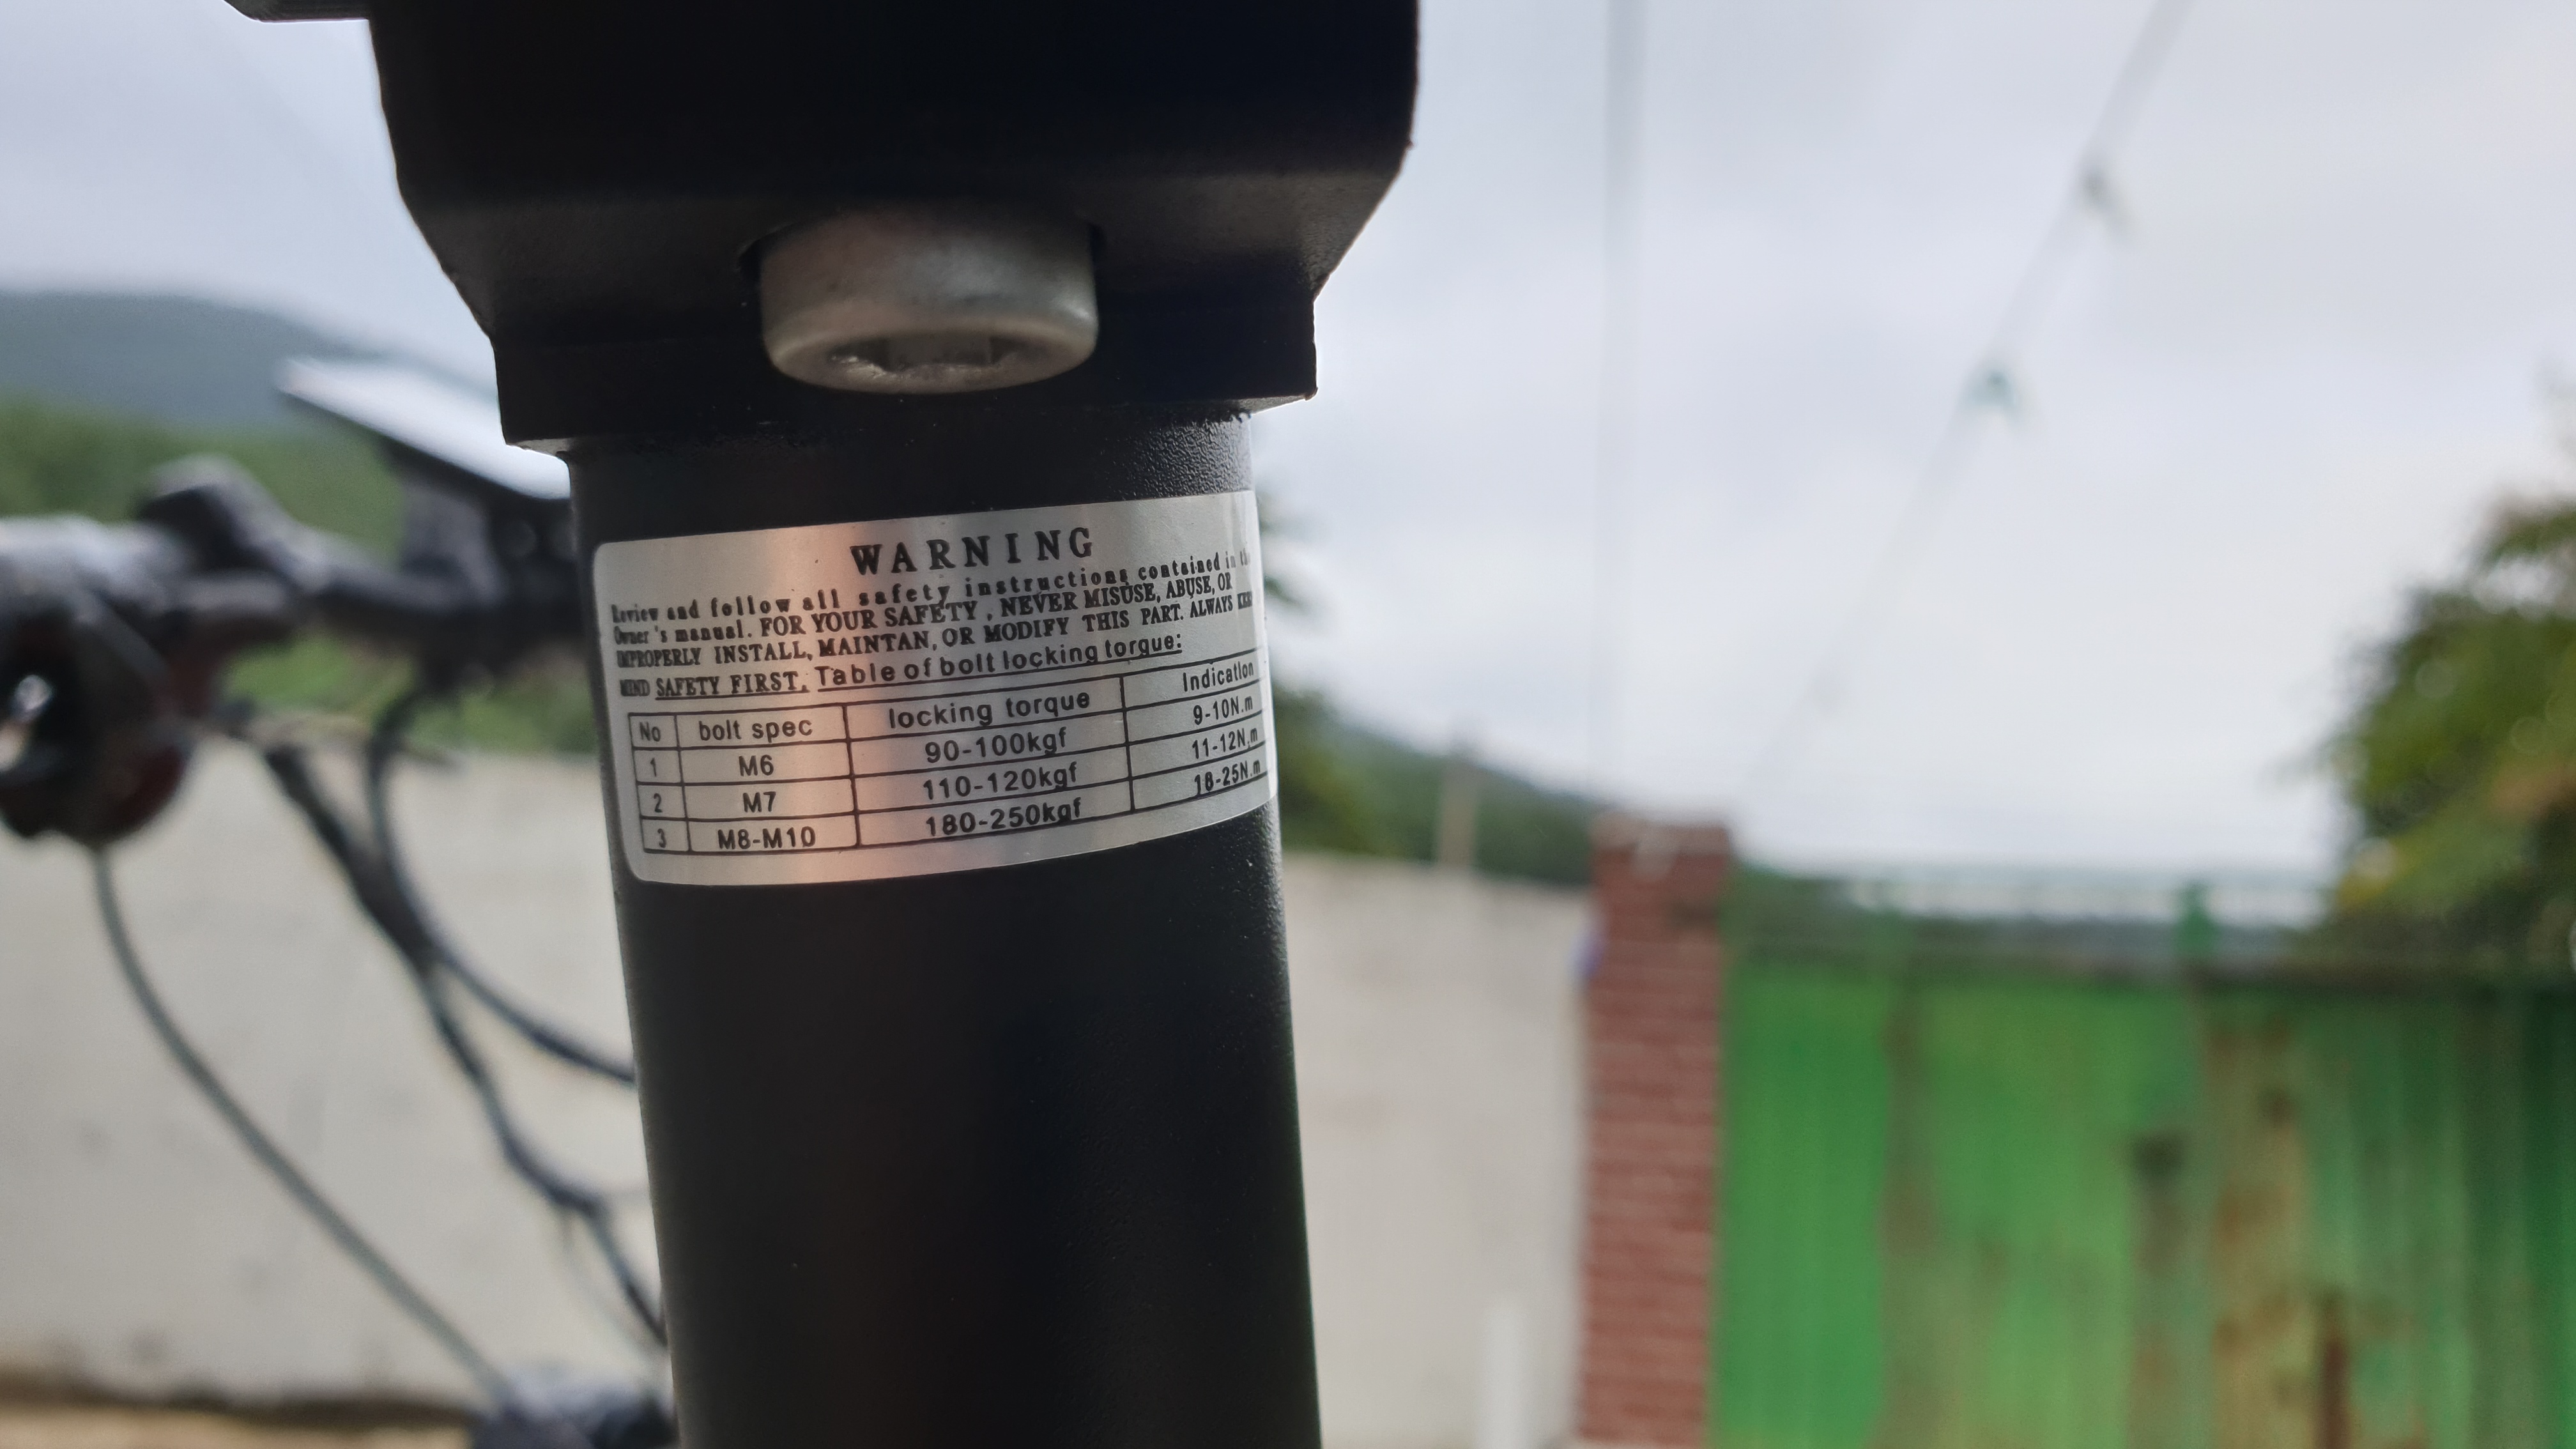 WARNING
Review and follow all safety instructions contained in the
Owner's manual. FOR YOUR SAFETY, NEVER MISUSE, ABUSE, OR
IMPROPERLY INSTALL, MAINTAN, OR MODIFY THIS PART. ALWAYS KEEP
MIND SAFETY FIRST. Table of bolt locking torgue:
No bolt spec locking torque Indication
1 M6 90-100kgf 9-10N.m
2 M7 110-120kgf 11-12N.m
3 M8-M10 180-250kgf 18-25N.m